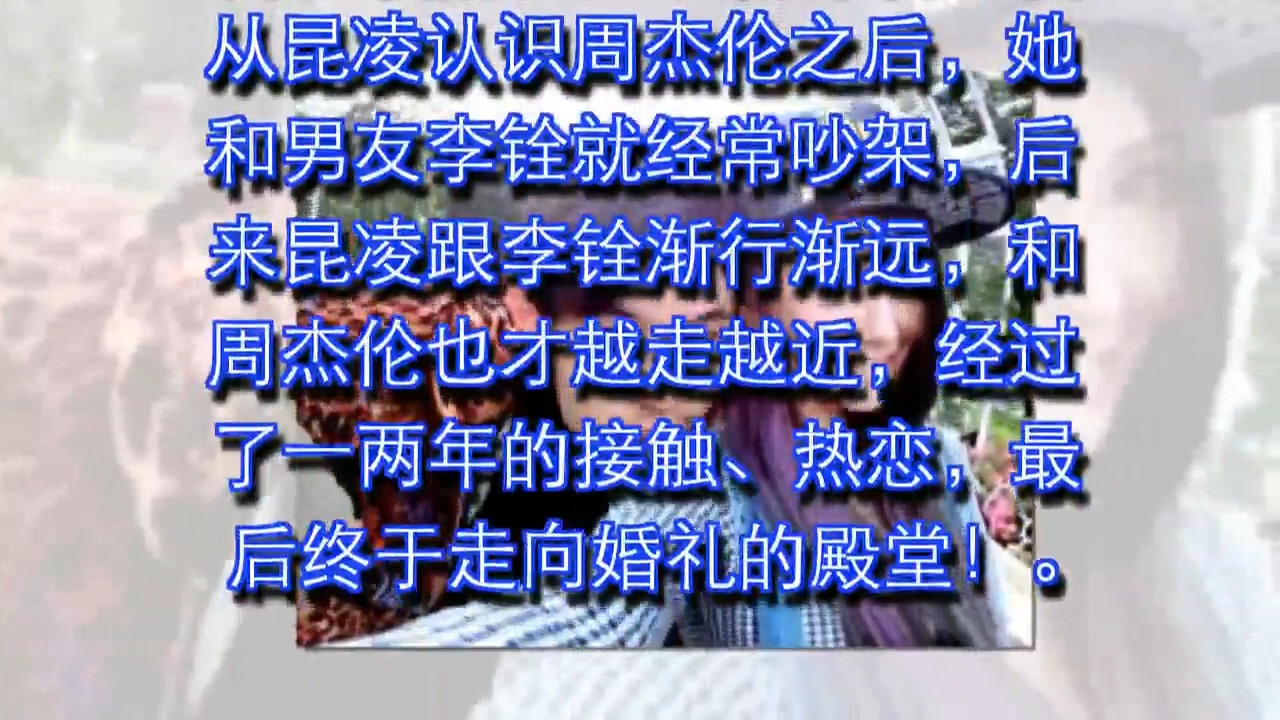 从昆凌认识周杰伦之后，她
和男友李铨就经常吵架，后
来昆凌跟李铨渐行渐远，和
周杰伦也才越走越近，经过
了一两年的接触、热恋，最
后终于走向婚礼的殿堂！。